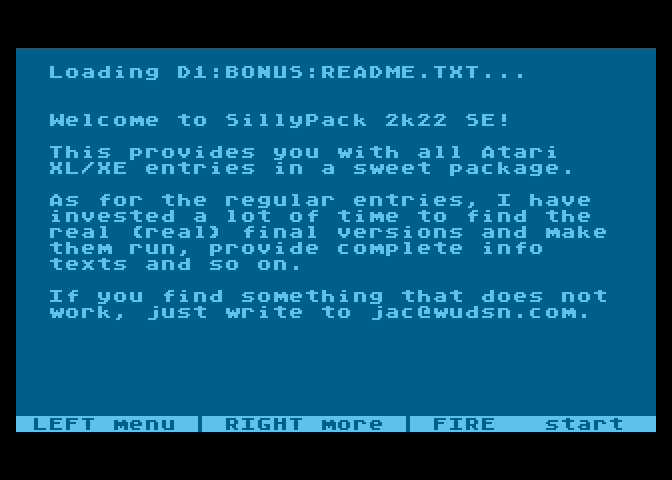 Loading D1:BONUS:README.TXT...
Welcome to SillyPack 2k22 SE!
This provides you with all Atari
XL/XE entries in a sweet package.
As for the regular entries, I have
invested a lot of time to find the
real (real) final versions and make
them run, provide complete info
texts and so on.
If you find something that does not
work, just write to jac@wudsn.com.
LEFT menu | RIGHT more | FIRE start